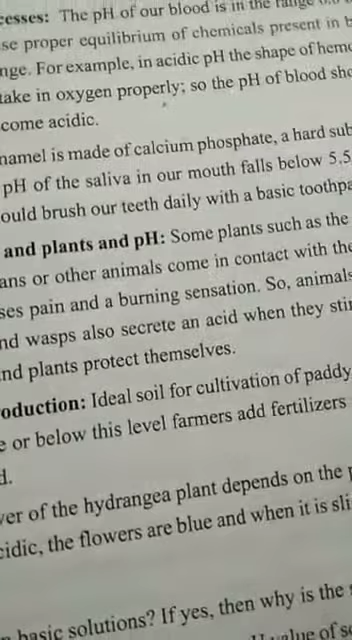 cesses: The pH of our blood is in the range
se proper equilibrium of chemicals present in b
nge. For example, in acidic pH the shape of hemo
take in oxygen properly; so the pH of blood sho
come acidic.
namel is made of calcium phosphate, a hard sub
pH of the saliva in our mouth falls below 5.5
ould brush our teeth daily with a basic toothpa
and plants and pH: Some plants such as the
ans or other animals come in contact with the
ses pain and a burning sensation. So, animals
nd wasps also secrete an acid when they stin
and plants protect themselves.
oduction: Ideal soil for cultivation of paddy
e or below this level farmers add fertilizers
d.
ver of the hydrangea plant depends on the p
cidic, the flowers are blue and when it is sli
basic solutions? If yes, then why is the
value of so